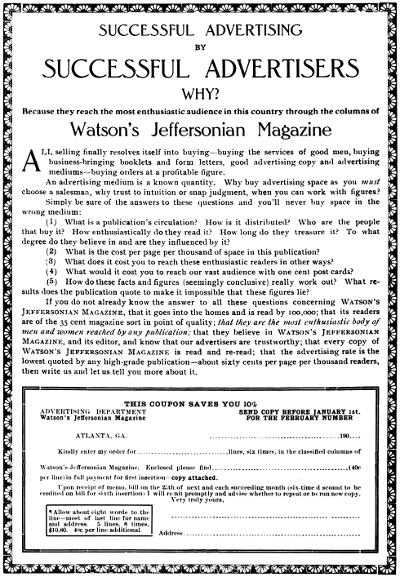 SUCCESSFUL ADVERTISING
BY
SUCCESSFUL ADVERTISERS
WHY?
Because they reach the most enthusiastic audience in this country through the columns of
Watson's Jeffersonian Magazine
ALL selling finally resolves itself into buying—buying the services of good men, buying
business-bringing booklets and form letters, good advertising copy and advertising
mediums—buying orders at a profitable figure.
An advertising medium is a known quantity. Why buy advertising space as you must
choose a salesman, why trust to intuition or snap judgment, when you can work with figures?
Simply be sure of the answers to these questions and you'll never buy space in the
wrong medium:
(1) What is a publication's circulation? How is it distributed? Who are the people
that buy it? How enthusiastically do they read it? How long do they treasure it? To what
degree do they believe in and are they influenced by it?
(2) What is the cost per page per thousand of space in this publication?
(3) What does it cost you to reach these enthusiastic readers in other ways?
(4) What would it cost you to reach our vast audience with one cent post cards?
(5) How do these facts and figures (seemingly conclusive) really work out? What re-
sults does the publication quote to make it impossible that these figures lie?
If you do not already know the answer to all these questions concerning WATSON'S
JEFFERSONIAN MAGAZINE, that it goes into the homes and is read by 100,000; that its readers
are of the 35 cent magazine sort in point of quality; that they are the most enthusiastic body of
men and women reached by any publication; that they believe in WATSON'S JEFFERSONIAN
MAGAZINE, and its editor, and know that our advertisers are trustworthy; that every copy of
WATSON'S JEFFERSONIAN MAGAZINE is read and re-read; that the advertising rate is the
lowest quoted by any high-grade publication—about sixty cents per page per thousand readers,
then write us and let us tell you more about it.
THIS COUPON SAVES YOU 10%
ADVERTISING DEPARTMENT
Watson's Jeffersonian Magazine
SEND COPY BEFORE JANUARY 1st.
FOR THE FEBRUARY NUMBER
ATLANTA, GA. ........................190....
Kindly enter my order for........................lines, six times, in the classified columns of
Watson's Jeffersonian Magazine. Enclosed please find........................(40c
per line) in full payment for first insertion—copy attached.
Upon receipt of memo, bill on the 25th of next and each succeeding month (six-time discount to be
credited on bill for sixth insertion) I will remit promptly and advise whether to repeat or to run new copy.
Very truly yours,
¶ Allow about eight words to the
line—most of last line for name
and address. 5 lines, 6 times,
$10.80. 40c per line additional.
Address........................